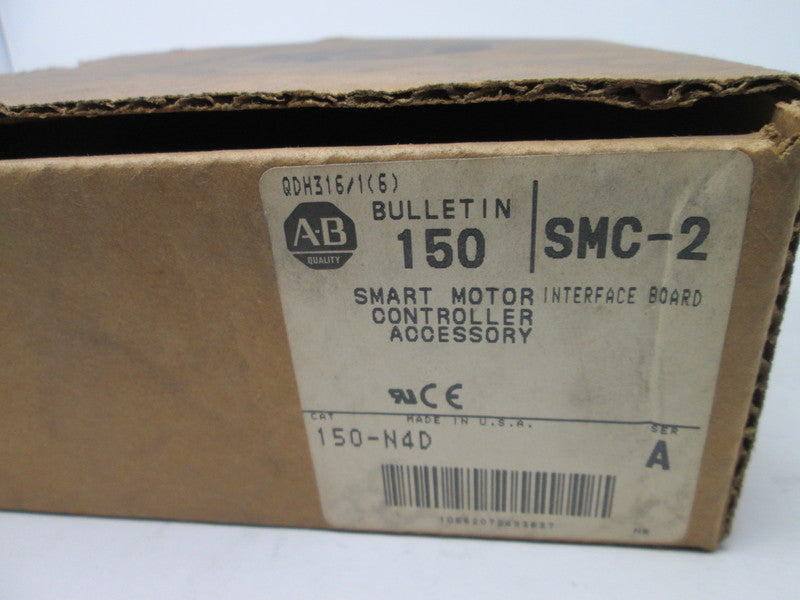 QDH316/1(6)
A-B
QUALITY
BULLETIN
150
SMC-2
SMART MOTOR
CONTROLLER
ACCESSORY
INTERFACE BOARD
CE
CAT
MADE IN U.S.A.
SER
150-N4D
A
NB